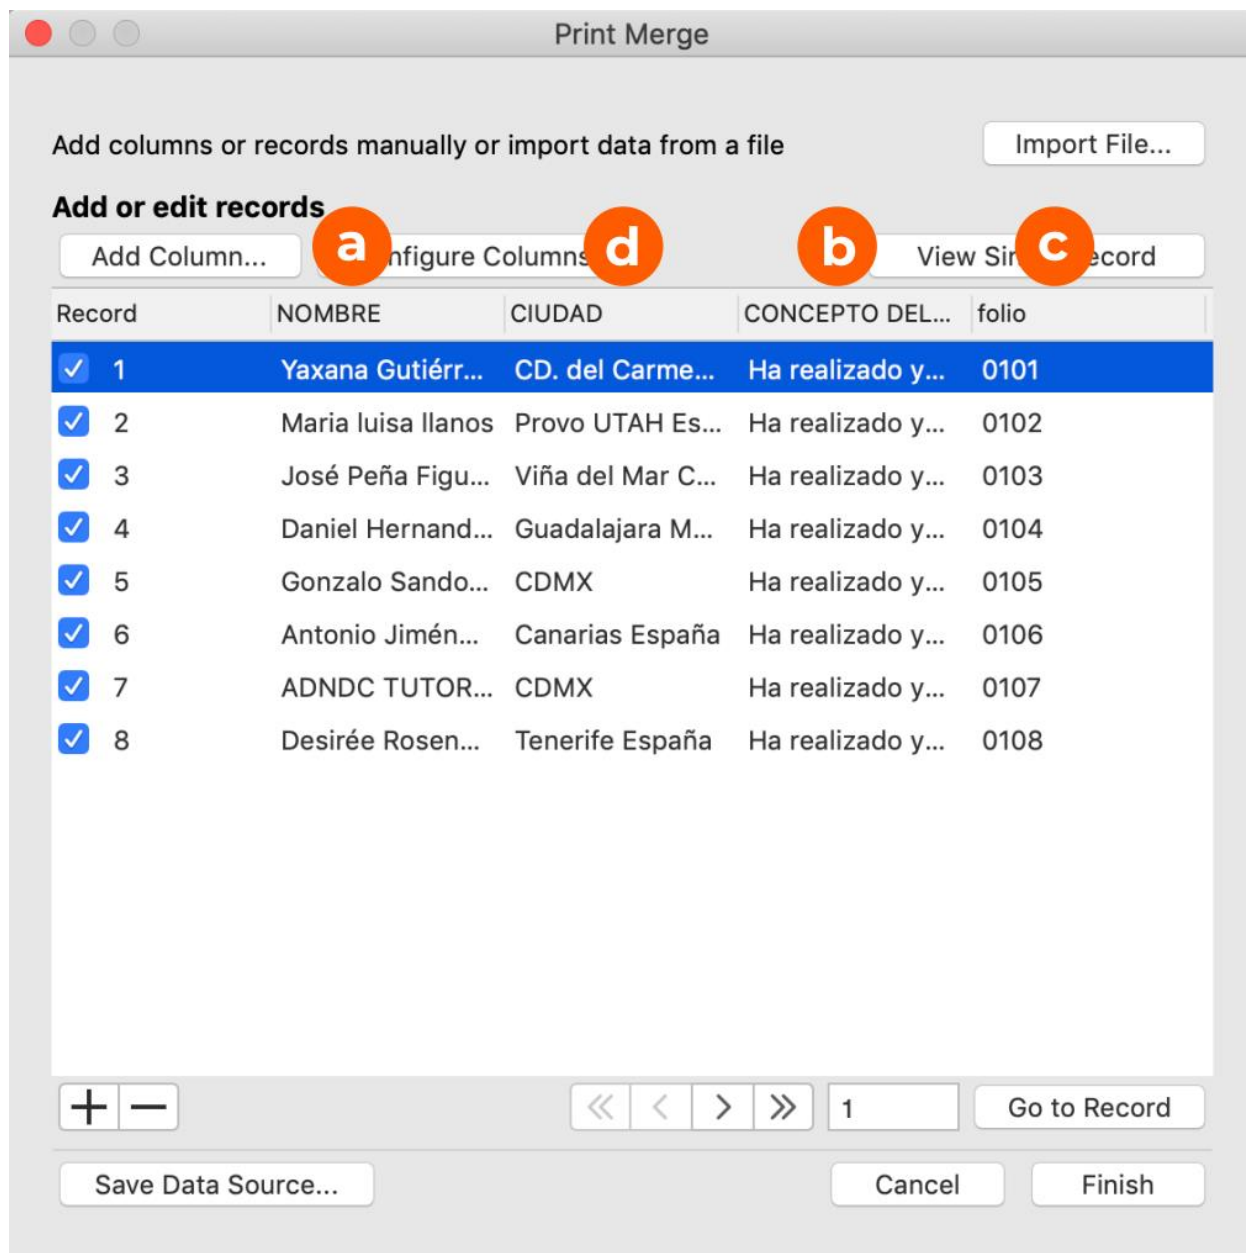 Print Merge
Add columns or records manually or import data from a file Import File...
Add or edit records
Add Column... a nfigure Columns d b View Sin c ecord
Record NOMBRE CIUDAD CONCEPTO DEL... folio
1 Yaxana Gutiérr... CD. del Carme... Ha realizado y... 0101
2 Maria luisa llanos Provo UTAH Es... Ha realizado y... 0102
3 José Peña Figu... Viña del Mar C... Ha realizado y... 0103
4 Daniel Hernand... Guadalajara M... Ha realizado y... 0104
5 Gonzalo Sando... CDMX Ha realizado y... 0105
6 Antonio Jimén... Canarias España Ha realizado y... 0106
7 ADNDC TUTOR... CDMX Ha realizado y... 0107
8 Desirée Rosen... Tenerife España Ha realizado y... 0108
1 Go to Record
Save Data Source... Cancel Finish